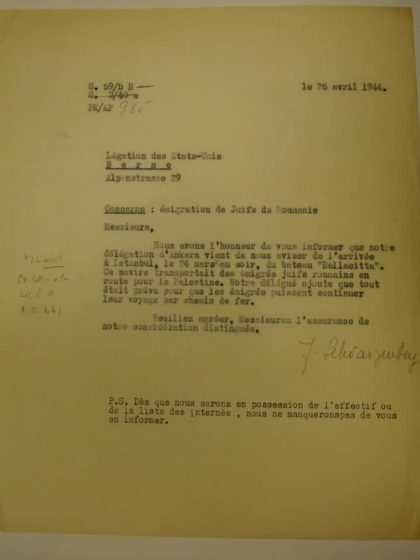 G. 59/5 B
le 26 avril 1944.
G. 3/40 a
PK/AP 985
Légation des Etats-Unis
B e r n e
Alpenstrasse 29
Concerne : émigration de Juifs de Roumanie
Messieurs,
Nous avons l'honneur de vous informer que notre
délégation d'Ankara vient de nous aviser de l'arrivée
à Istanbul, le 24 mars au soir, du bateau "Bellacitta".
Ce navire transportait des émigrés juifs roumains en
route pour la Palestine. Notre délégué ajoute que tout
était prévu pour que les émigrés puissent continuer
leur voyage par chemin de fer.
Veuillez agréer, Messieurs, l'assurance de
notre considération distinguée.
J. Schwarzenberg
P.S. Dès que nous serons en possession de l'effectif ou
de la liste des internés , nous ne manqueronspas de vous
en informer.